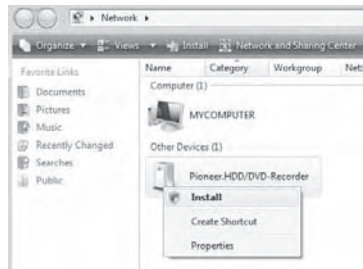 Network
Organize Views Install Network and Sharing Center
Favorite Links
Documents
Pictures
Music
Recently Changed
Searches
Public
Name Category Workgroup
Computer (1)
MYCOMPUTER
Other Devices (1)
Pioneer.HDD/DVD-Recorder
Install
Create Shortcut
Properties